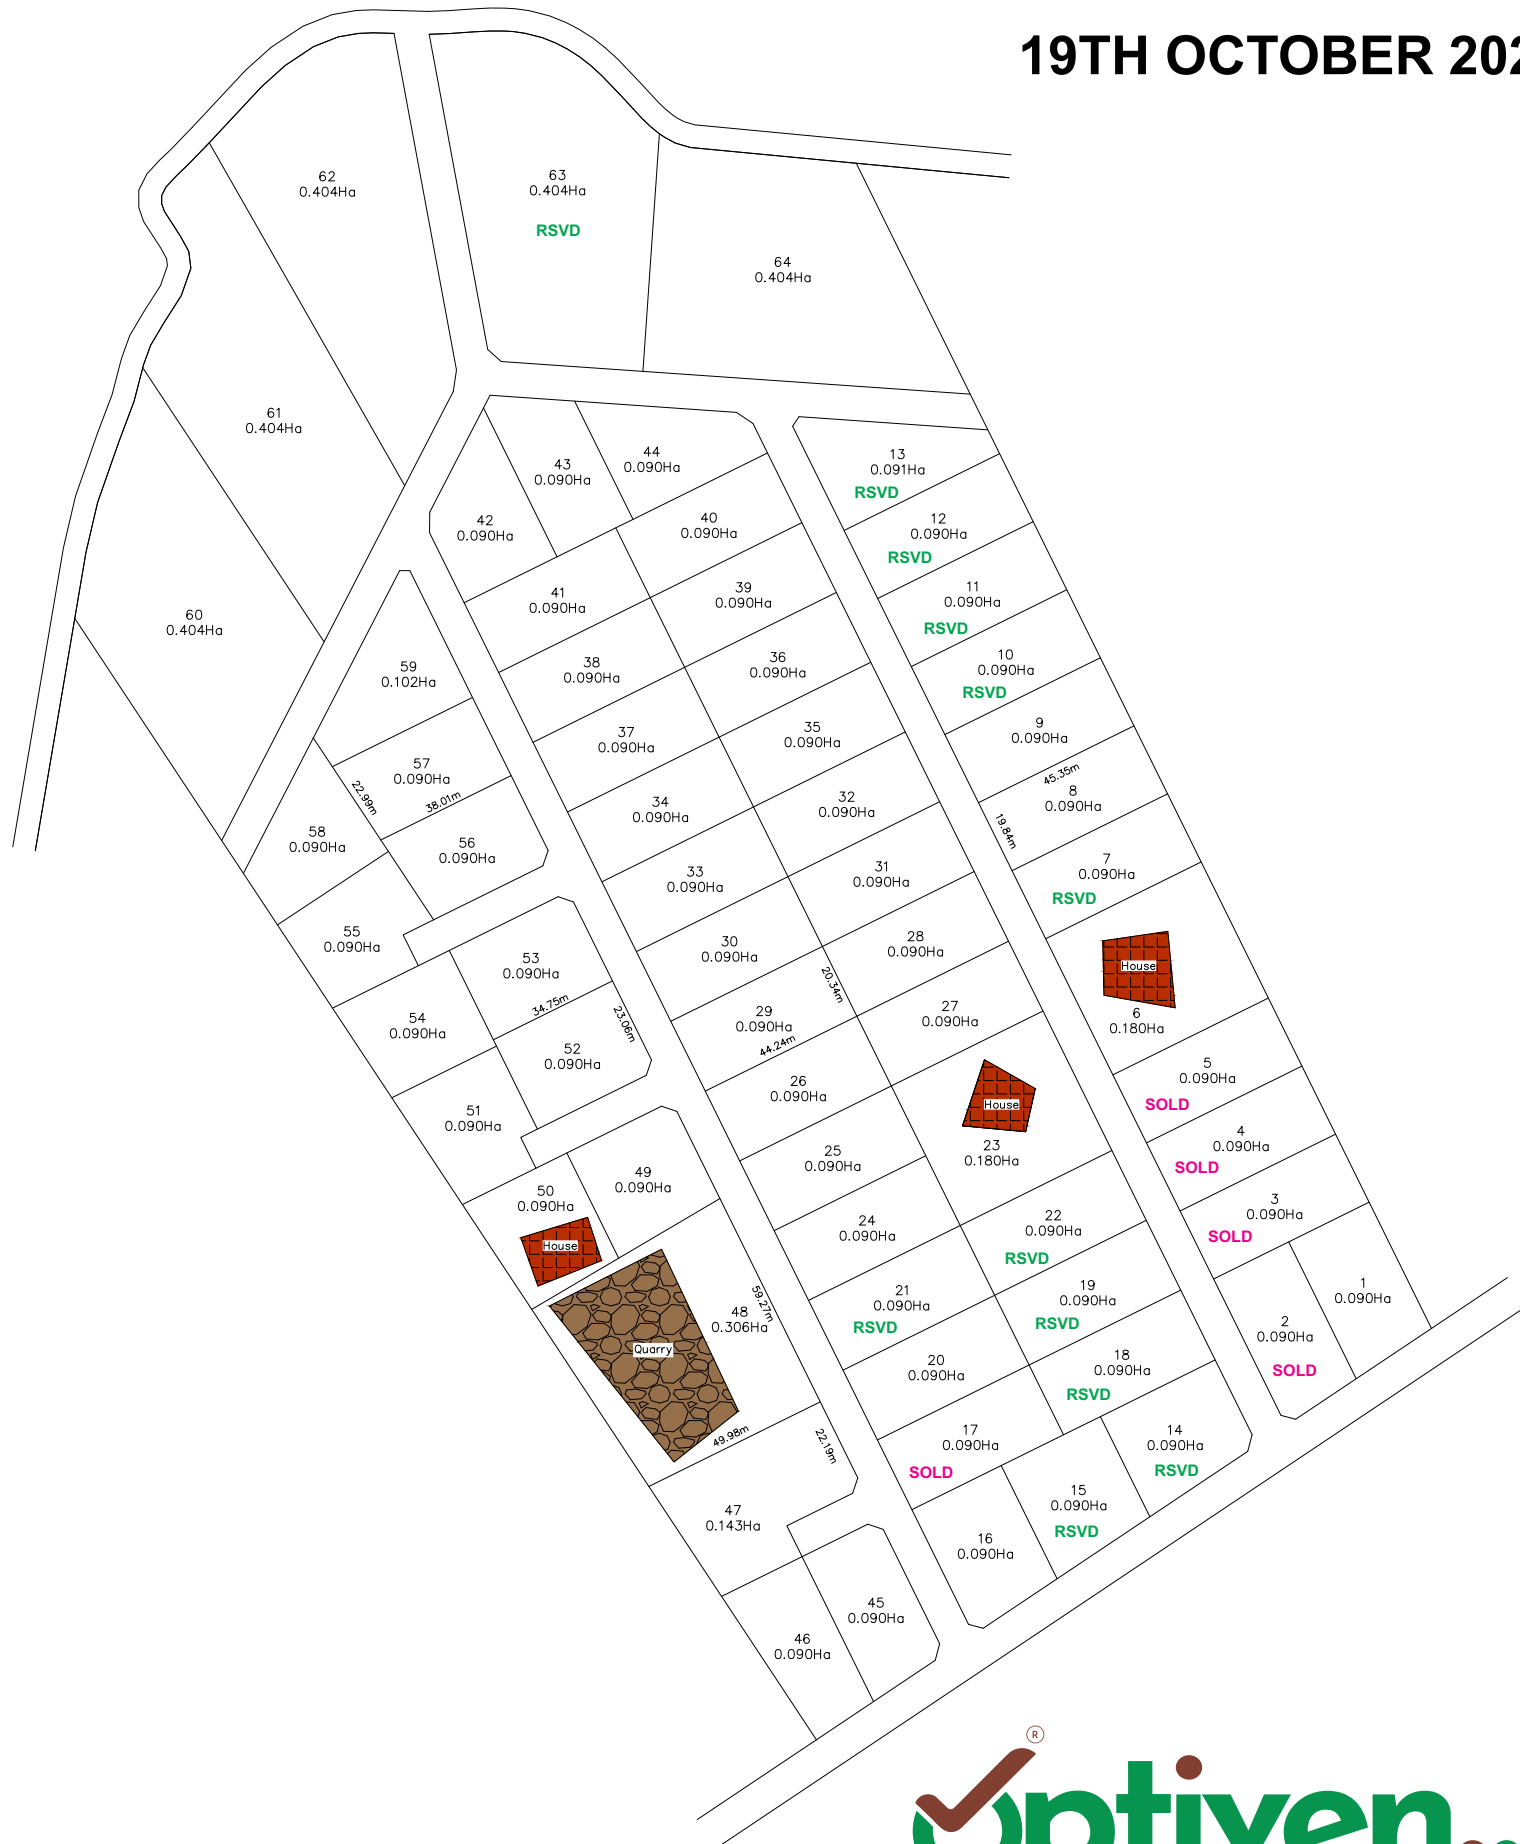 19TH OCTOBER 202
62
0.404Ha
63
0.404Ha
RSVD
64
0.404Ha
61
0.404Ha
60
0.404Ha
44
0.090Ha
43
0.090Ha
42
0.090Ha
13
0.091Ha
RSVD
12
0.090Ha
RSVD
11
0.090Ha
RSVD
10
0.090Ha
RSVD
9
0.090Ha
45.35m
8
0.090Ha
19.84m
7
0.090Ha
RSVD
House
6
0.180Ha
5
0.090Ha
SOLD
4
0.090Ha
SOLD
3
0.090Ha
SOLD
1
0.090Ha
2
0.090Ha
SOLD
40
0.090Ha
41
0.090Ha
39
0.090Ha
38
0.090Ha
36
0.090Ha
37
0.090Ha
35
0.090Ha
34
0.090Ha
32
0.090Ha
33
0.090Ha
31
0.090Ha
30
0.090Ha
28
0.090Ha
20.34m
29
0.090Ha
44.24m
27
0.090Ha
26
0.090Ha
House
23
0.180Ha
25
0.090Ha
24
0.090Ha
22
0.090Ha
RSVD
21
0.090Ha
RSVD
19
0.090Ha
RSVD
20
0.090Ha
18
0.090Ha
RSVD
17
0.090Ha
SOLD
14
0.090Ha
RSVD
15
0.090Ha
RSVD
16
0.090Ha
59
0.102Ha
57
0.090Ha
22.99m
38.01m
58
0.090Ha
56
0.090Ha
55
0.090Ha
53
0.090Ha
34.75m
23.06m
54
0.090Ha
52
0.090Ha
51
0.090Ha
49
0.090Ha
50
0.090Ha
House
59.27m
48
0.306Ha
Quarry
49.98m
22.19m
47
0.143Ha
45
0.090Ha
46
0.090Ha
®
Optiven